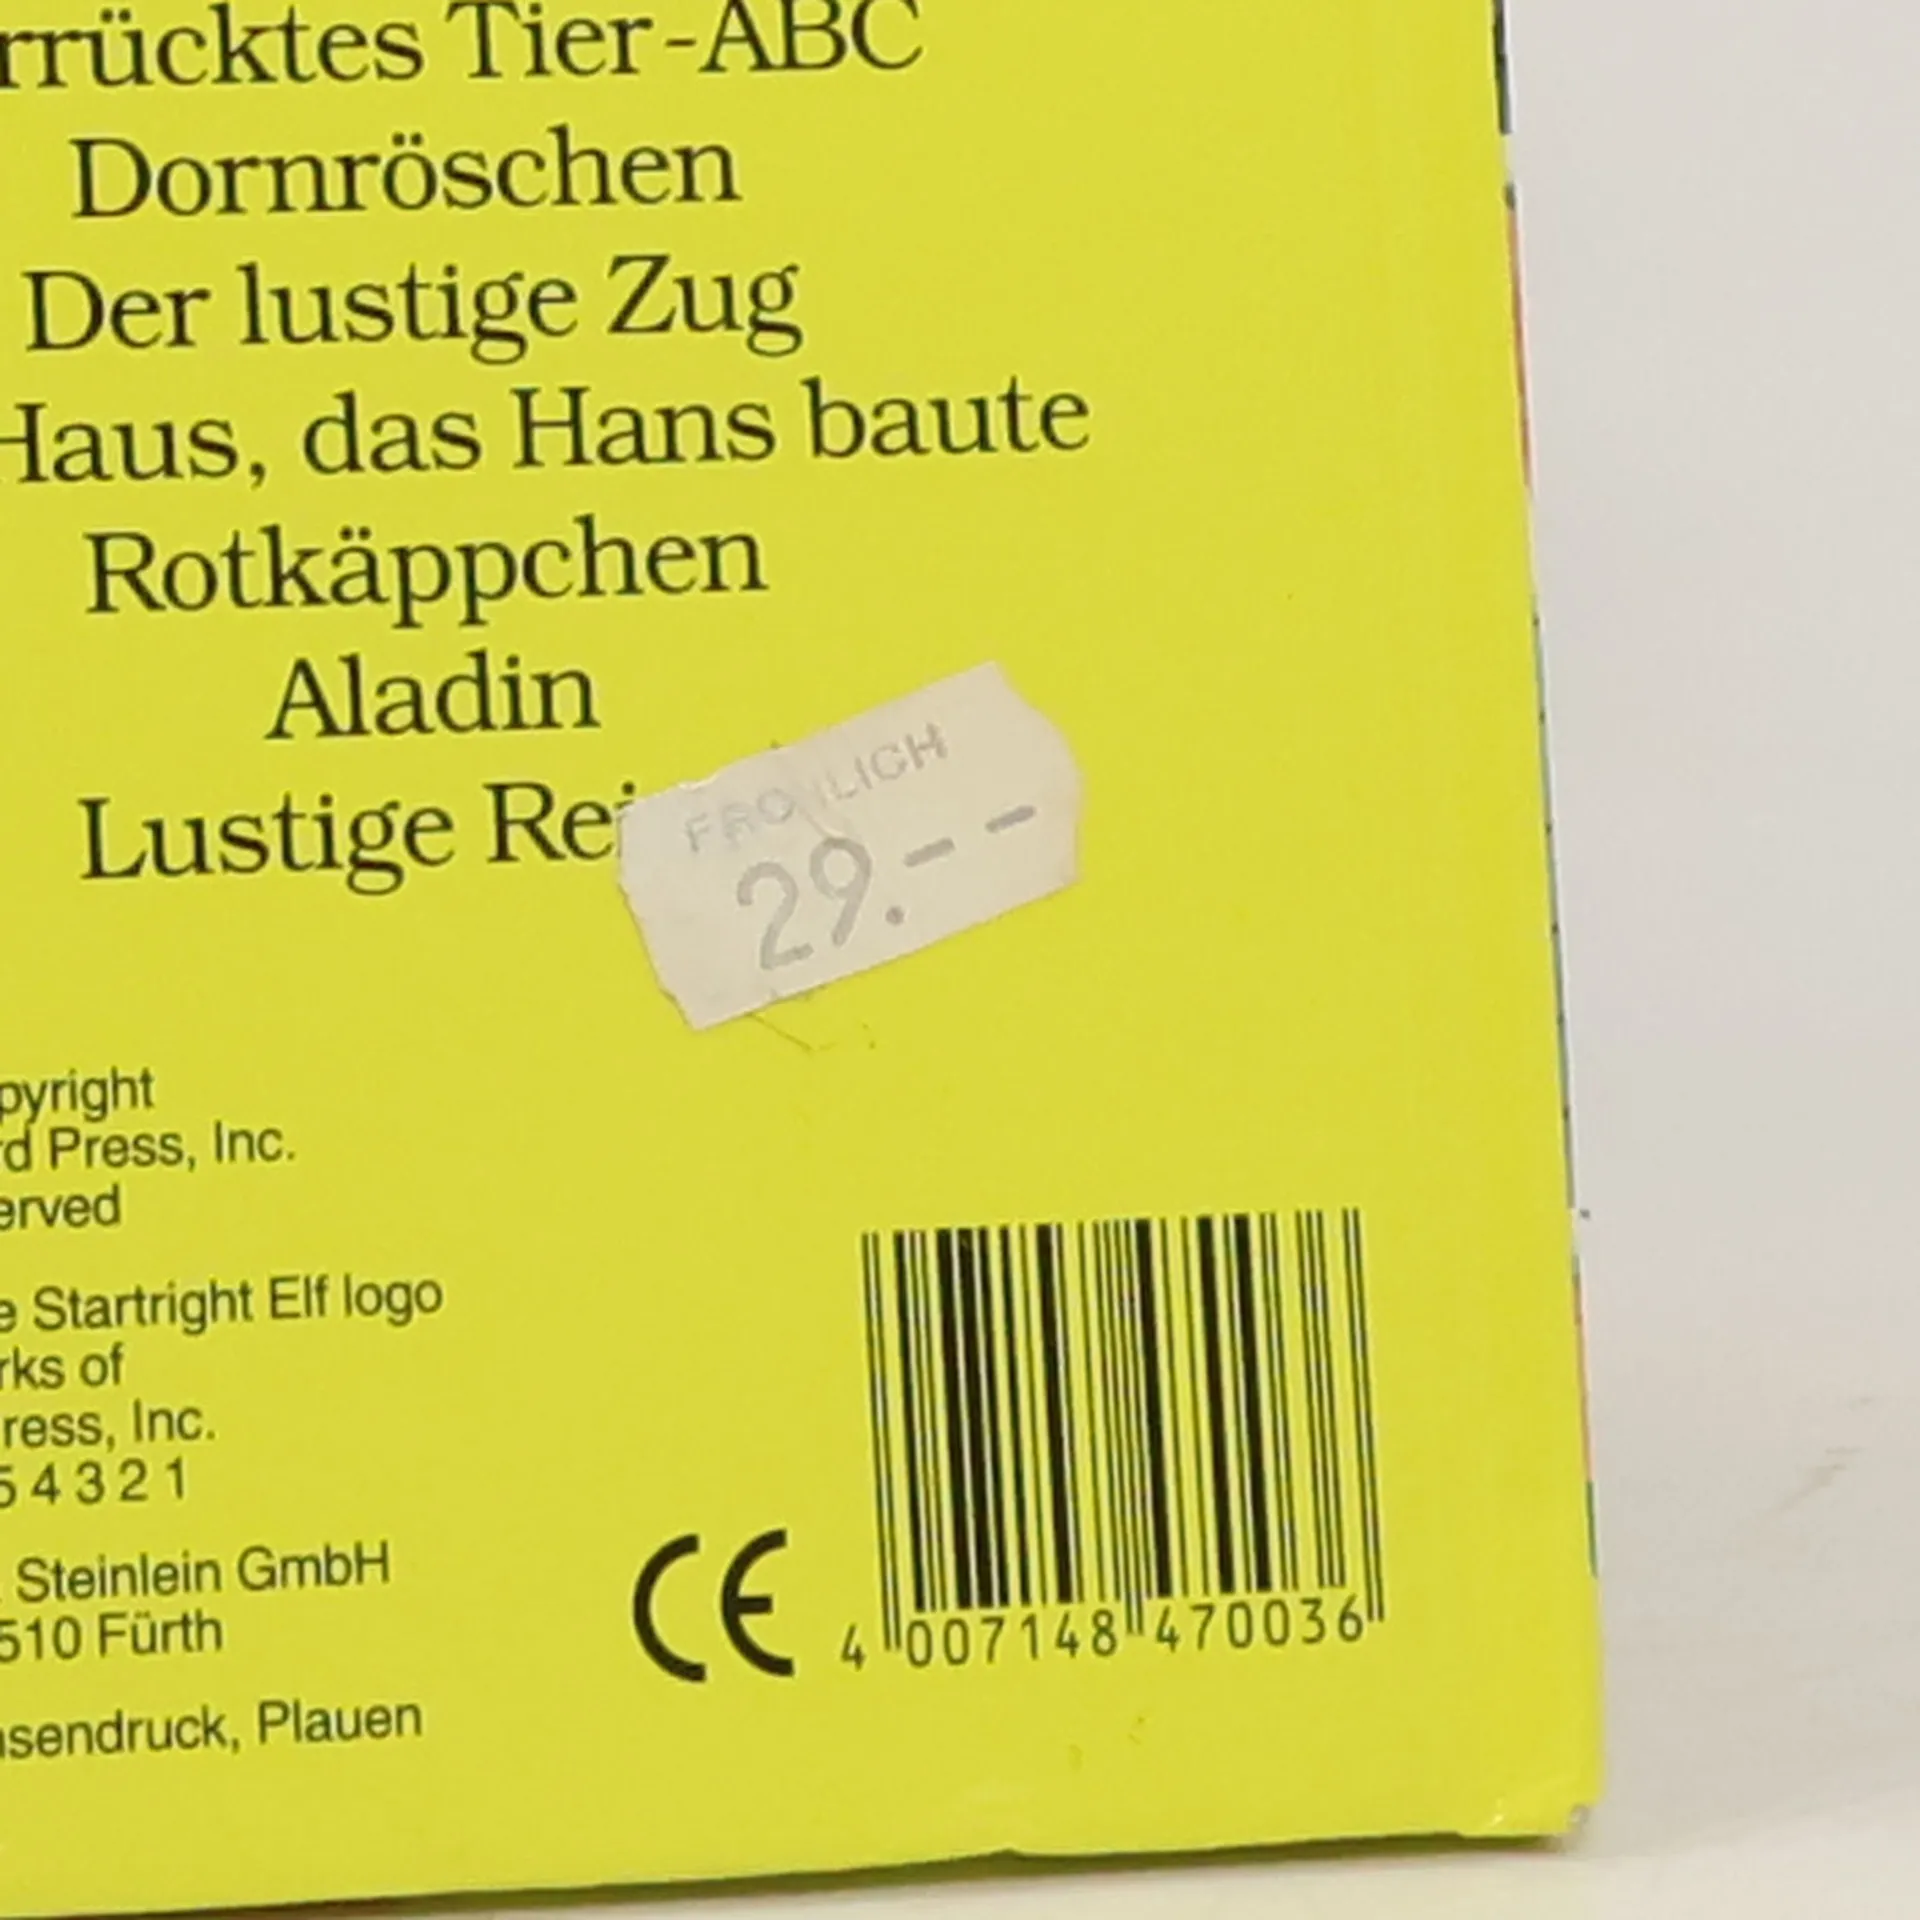 rrücktes Tier-ABC
Dornröschen
Der lustige Zug
Haus, das Hans baute
Rotkäppchen
Aladin
Lustige Rei
FROHLICH
29.--
pyright
rd Press, Inc.
erved
e Startright Elf logo
rks of
ress, Inc.
5 4 3 2 1
Steinlein GmbH
510 Fürth
CE
4 007148 470036
sendruck, Plauen